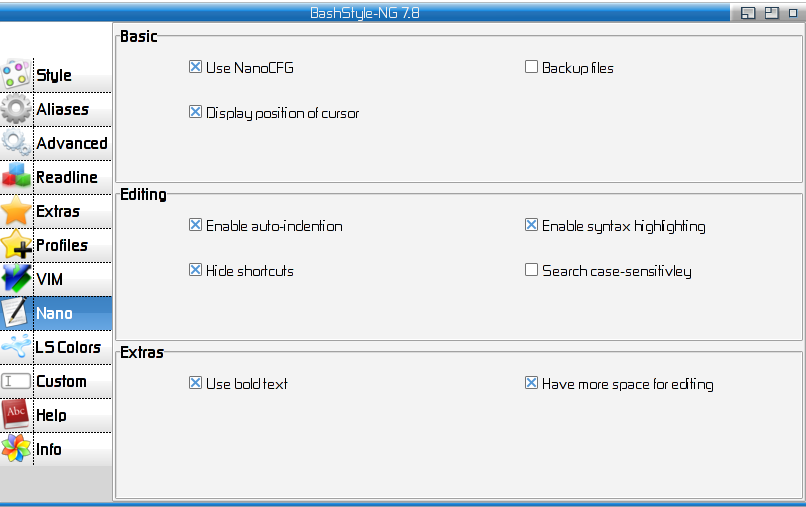 BashStyle-NG 7.8
Style
Aliases
Advanced
Readline
Extras
Profiles
VIM
Nano
LS Colors
Custom
Abc
Help
Info
Basic
Use NanoCFG
Backup files
Display position of cursor
Editing
Enable auto-indention
Enable syntax highlighting
Hide shortcuts
Search case-sensitivley
Extras
Use bold text
Have more space for editing